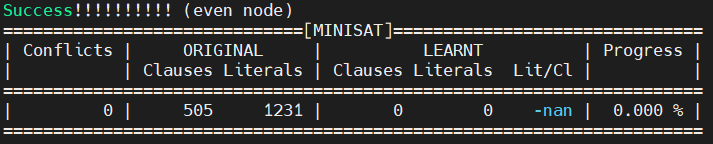 Success!!!!!!!!!! (even node)
==============================[MINISAT]===============================
| Conflicts |     ORIGINAL     |          LEARNT          | Progress |
|           | Clauses Literals | Clauses Literals  Lit/Cl |          |
======================================================================
|         0 |     505     1231 |       0        0    -nan |  0.000 % |
======================================================================